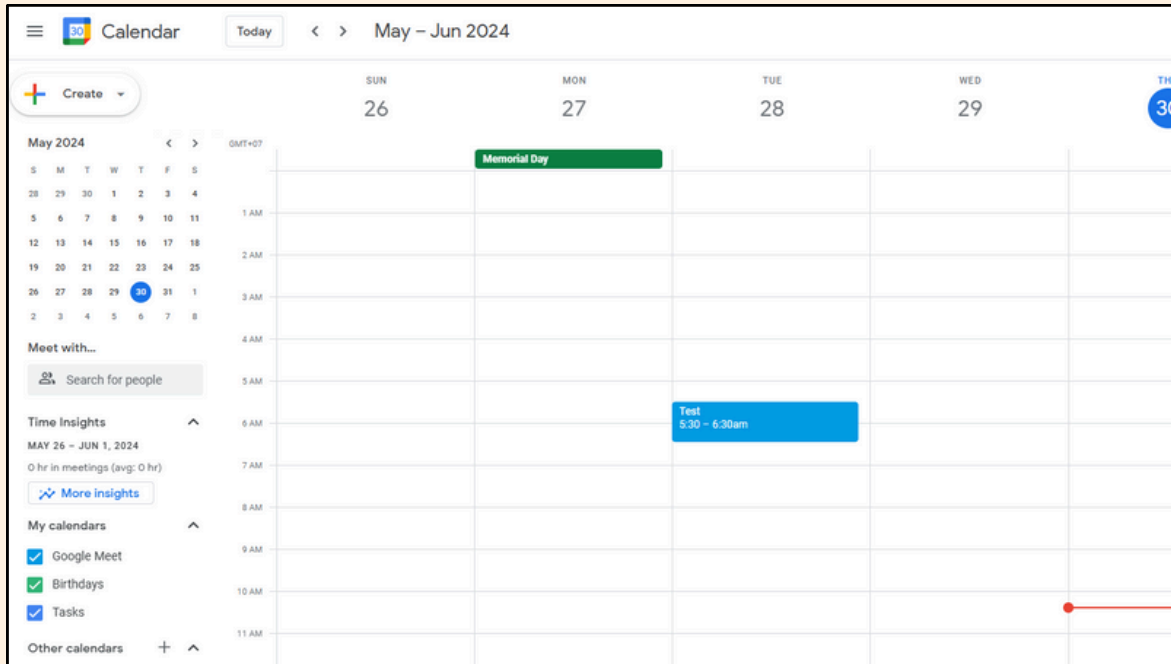 30 Calendar Today May – Jun 2024
Create
SUN MON TUE WED TH
26 27 28 29 30
May 2024
GMT+07
S M T W T F S
28 29 30 1 2 3 4
5 6 7 8 9 10 11
12 13 14 15 16 17 18
19 20 21 22 23 24 25
26 27 28 29 30 31 1
2 3 4 5 6 7 8
Meet with...
Search for people
Time Insights
MAY 26 – JUN 1, 2024
0 hr in meetings (avg: 0 hr)
More insights
My calendars
Google Meet
Birthdays
Tasks
Other calendars
Memorial Day
1 AM
2 AM
3 AM
4 AM
5 AM
Test
5:30 – 6:30am
6 AM
7 AM
8 AM
9 AM
10 AM
11 AM